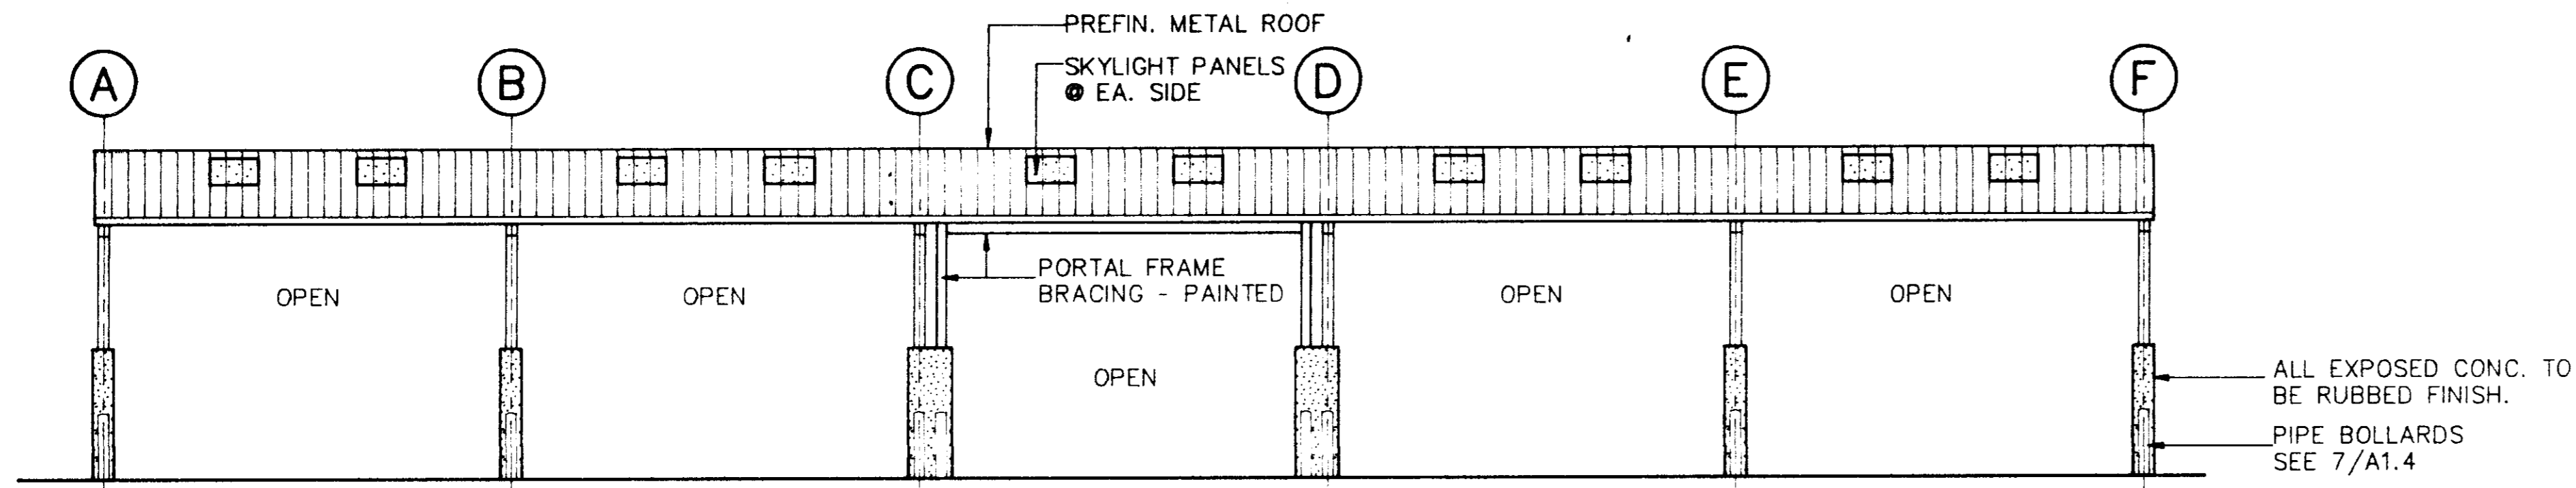 PREFIN. METAL ROOF
SKYLIGHT PANELS
@ EA. SIDE
A
B
C
D
E
F
PORTAL FRAME
BRACING - PAINTED
OPEN
OPEN
OPEN
OPEN
OPEN
ALL EXPOSED CONC. TO
BE RUBBED FINISH.
PIPE BOLLARDS
SEE 7/A1.4